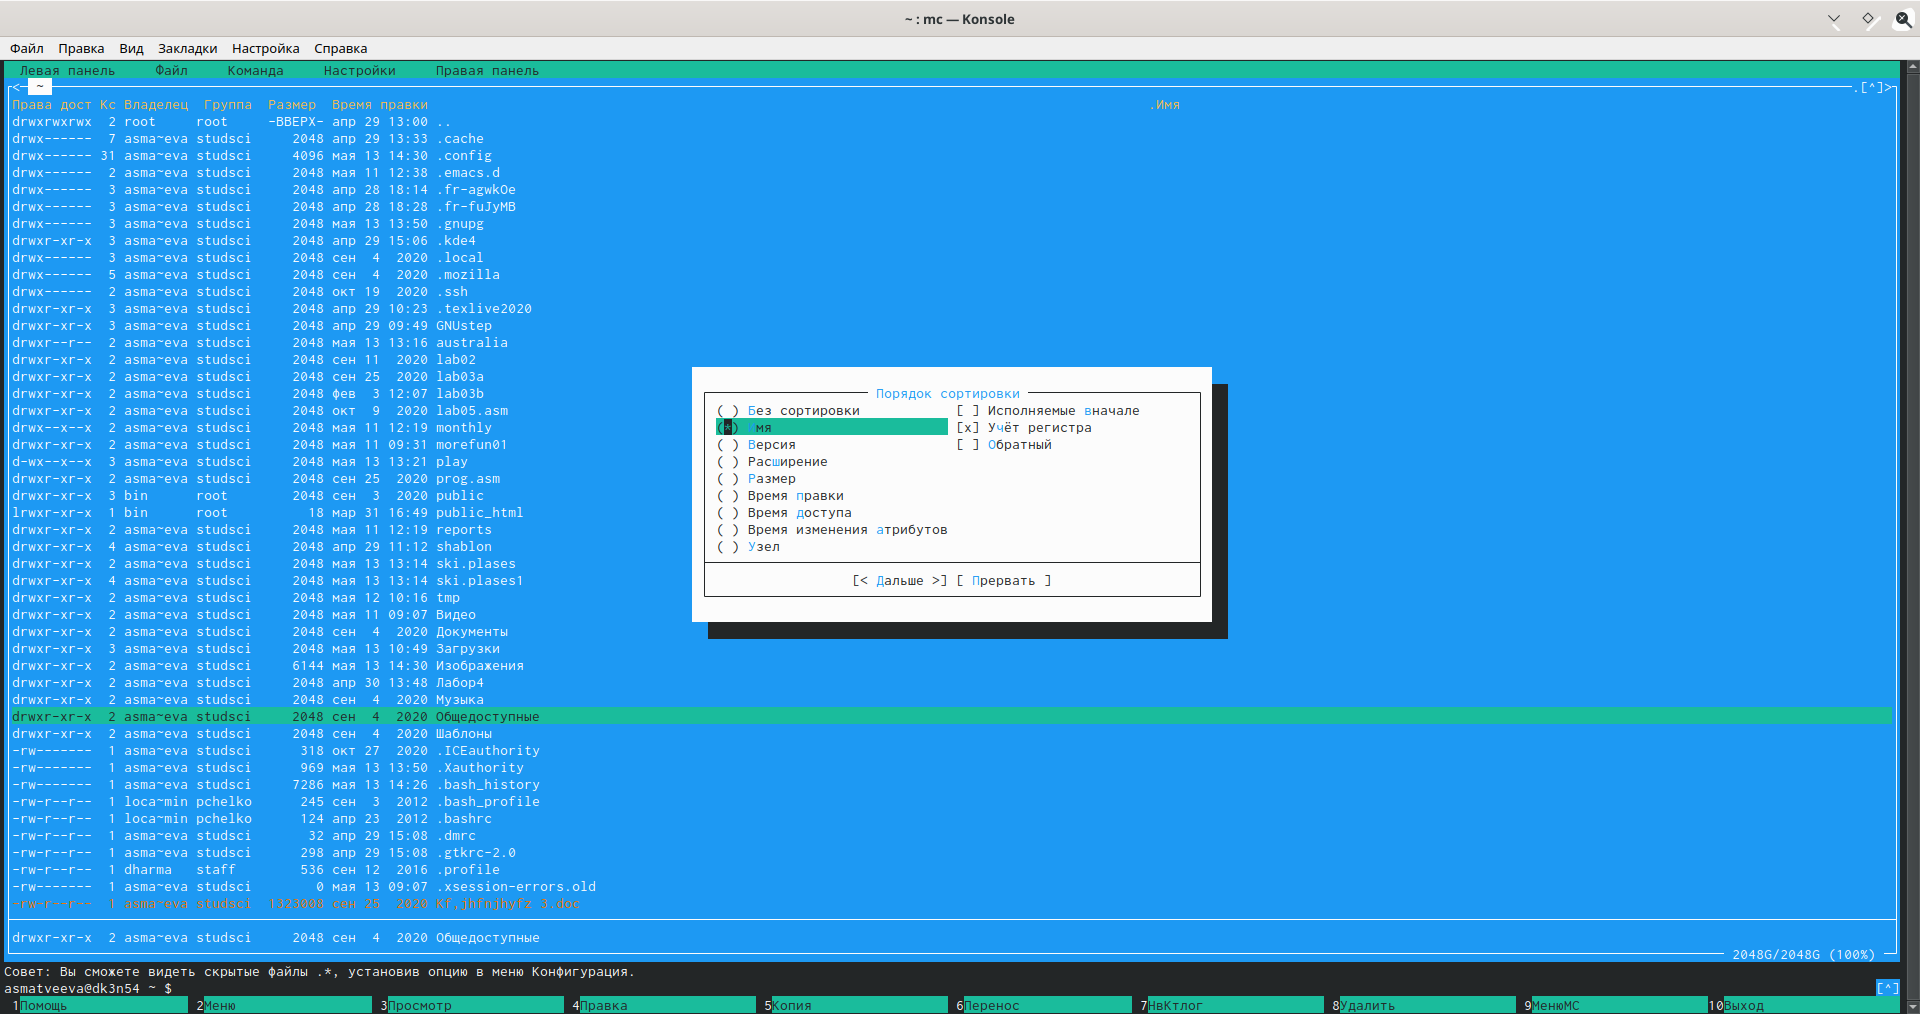 ~ : mc — Konsole
Файл Правка Вид Закладки Настройка Справка
Левая панель Файл Команда Настройки Правая панель
<─ ~ .[^]>
Права дост Кс Владелец Группа Размер Время правки .Имя
drwxrwxrwx 2 root root -ВВЕРХ- апр 29 13:00 ..
drwx------ 7 asma~eva studsci 2048 апр 29 13:33 .cache
drwx------ 31 asma~eva studsci 4096 мая 13 14:30 .config
drwx------ 2 asma~eva studsci 2048 мая 11 12:38 .emacs.d
drwx------ 3 asma~eva studsci 2048 апр 28 18:14 .fr-agwkOe
drwx------ 3 asma~eva studsci 2048 апр 28 18:28 .fr-fuJyMB
drwx------ 3 asma~eva studsci 2048 мая 13 13:50 .gnupg
drwxr-xr-x 3 asma~eva studsci 2048 апр 29 15:06 .kde4
drwx------ 3 asma~eva studsci 2048 сен 4 2020 .local
drwx------ 5 asma~eva studsci 2048 сен 4 2020 .mozilla
drwx------ 2 asma~eva studsci 2048 окт 19 2020 .ssh
drwxr-xr-x 3 asma~eva studsci 2048 апр 29 10:23 .texlive2020
drwxr-xr-x 3 asma~eva studsci 2048 апр 29 09:49 GNUstep
drwxr--r-- 2 asma~eva studsci 2048 мая 13 13:16 australia
drwxr-xr-x 2 asma~eva studsci 2048 сен 11 2020 lab02
drwxr-xr-x 2 asma~eva studsci 2048 сен 25 2020 lab03a
drwxr-xr-x 2 asma~eva studsci 2048 фев 3 12:07 lab03b
drwxr-xr-x 2 asma~eva studsci 2048 окт 9 2020 lab05.asm
drwx--x--x 2 asma~eva studsci 2048 мая 11 12:19 monthly
drwxr-xr-x 2 asma~eva studsci 2048 мая 11 09:31 morefun01
d-wx--x--x 3 asma~eva studsci 2048 мая 13 13:21 play
drwxr-xr-x 2 asma~eva studsci 2048 сен 25 2020 prog.asm
drwxr-xr-x 3 bin root 2048 сен 3 2020 public
lrwxr-xr-x 1 bin root 18 мар 31 16:49 public_html
drwxr-xr-x 2 asma~eva studsci 2048 мая 11 12:19 reports
drwxr-xr-x 4 asma~eva studsci 2048 апр 29 11:12 shablon
drwxr-xr-x 2 asma~eva studsci 2048 мая 13 13:14 ski.plases
drwxr-xr-x 4 asma~eva studsci 2048 мая 13 13:14 ski.plases1
drwxr-xr-x 2 asma~eva studsci 2048 мая 12 10:16 tmp
drwxr-xr-x 2 asma~eva studsci 2048 мая 11 09:07 Видео
drwxr-xr-x 2 asma~eva studsci 2048 сен 4 2020 Документы
drwxr-xr-x 3 asma~eva studsci 2048 мая 13 10:49 Загрузки
drwxr-xr-x 2 asma~eva studsci 6144 мая 13 14:30 Изображения
drwxr-xr-x 2 asma~eva studsci 2048 апр 30 13:48 Лабор4
drwxr-xr-x 2 asma~eva studsci 2048 сен 4 2020 Музыка
drwxr-xr-x 2 asma~eva studsci 2048 сен 4 2020 Общедоступные
drwxr-xr-x 2 asma~eva studsci 2048 сен 4 2020 Шаблоны
-rw------- 1 asma~eva studsci 318 окт 27 2020 .ICEauthority
-rw------- 1 asma~eva studsci 969 мая 13 13:50 .Xauthority
-rw------- 1 asma~eva studsci 7286 мая 13 14:26 .bash_history
-rw-r--r-- 1 loca~min pchelko 245 сен 3 2012 .bash_profile
-rw-r--r-- 1 loca~min pchelko 124 апр 23 2012 .bashrc
-rw-r--r-- 1 asma~eva studsci 32 апр 29 15:08 .dmrc
-rw-r--r-- 1 asma~eva studsci 298 апр 29 15:08 .gtkrc-2.0
-rw-r--r-- 1 dharma staff 536 сен 12 2016 .profile
-rw------- 1 asma~eva studsci 0 мая 13 09:07 .xsession-errors.old
-rw-r--r-- 1 asma~eva studsci 1323008 сен 25 2020 Kf,jhfnjhyfz 3.doc
drwxr-xr-x 2 asma~eva studsci 2048 сен 4 2020 Общедоступные
2048G/2048G (100%)
Порядок сортировки
( ) Без сортировки [ ] Исполняемые вначале
(*) Имя [x] Учёт регистра
( ) Версия [ ] Обратный
( ) Расширение
( ) Размер
( ) Время правки
( ) Время доступа
( ) Время изменения атрибутов
( ) Узел
[< Дальше >] [ Прервать ]
Совет: Вы сможете видеть скрытые файлы .*, установив опцию в меню Конфигурация.
asmatveeva@dk3n54 ~ $ [^]
1Помощь 2Меню 3Просмотр 4Правка 5Копия 6Перенос 7НвКтлог 8Удалить 9МенюMC 10Выход